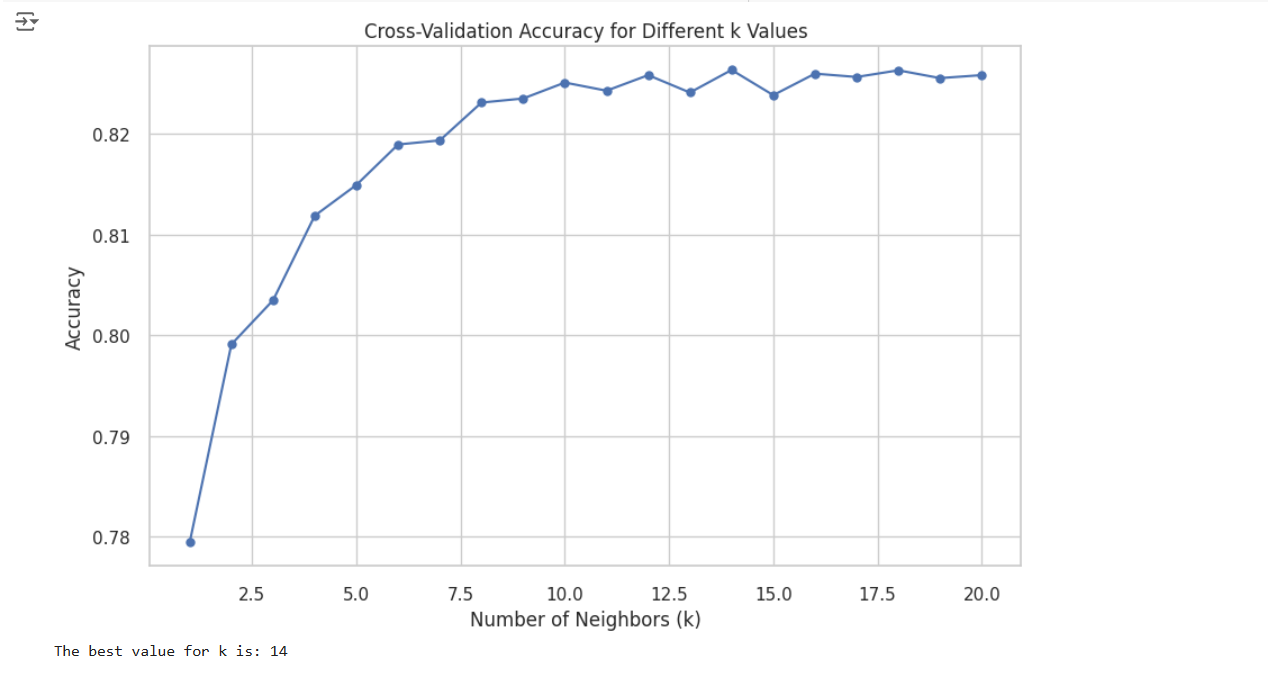 Cross-Validation Accuracy for Different k Values
0.82
0.81
0.80
0.79
0.78
Accuracy
2.5 5.0 7.5 10.0 12.5 15.0 17.5 20.0
Number of Neighbors (k)
The best value for k is: 14